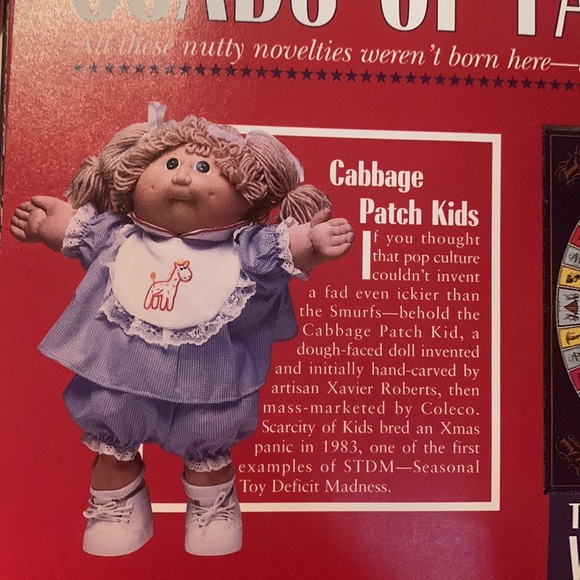 OF
All these nutty novelties weren't born here—
Cabbage
Patch Kids
If you thought
that pop culture
couldn't invent
a fad even ickier than
the Smurfs—behold the
Cabbage Patch Kid, a
dough-faced doll invented
and initially hand-carved by
artisan Xavier Roberts, then
mass-marketed by Coleco.
Scarcity of Kids bred an Xmas
panic in 1983, one of the first
examples of STDM—Seasonal
Toy Deficit Madness.